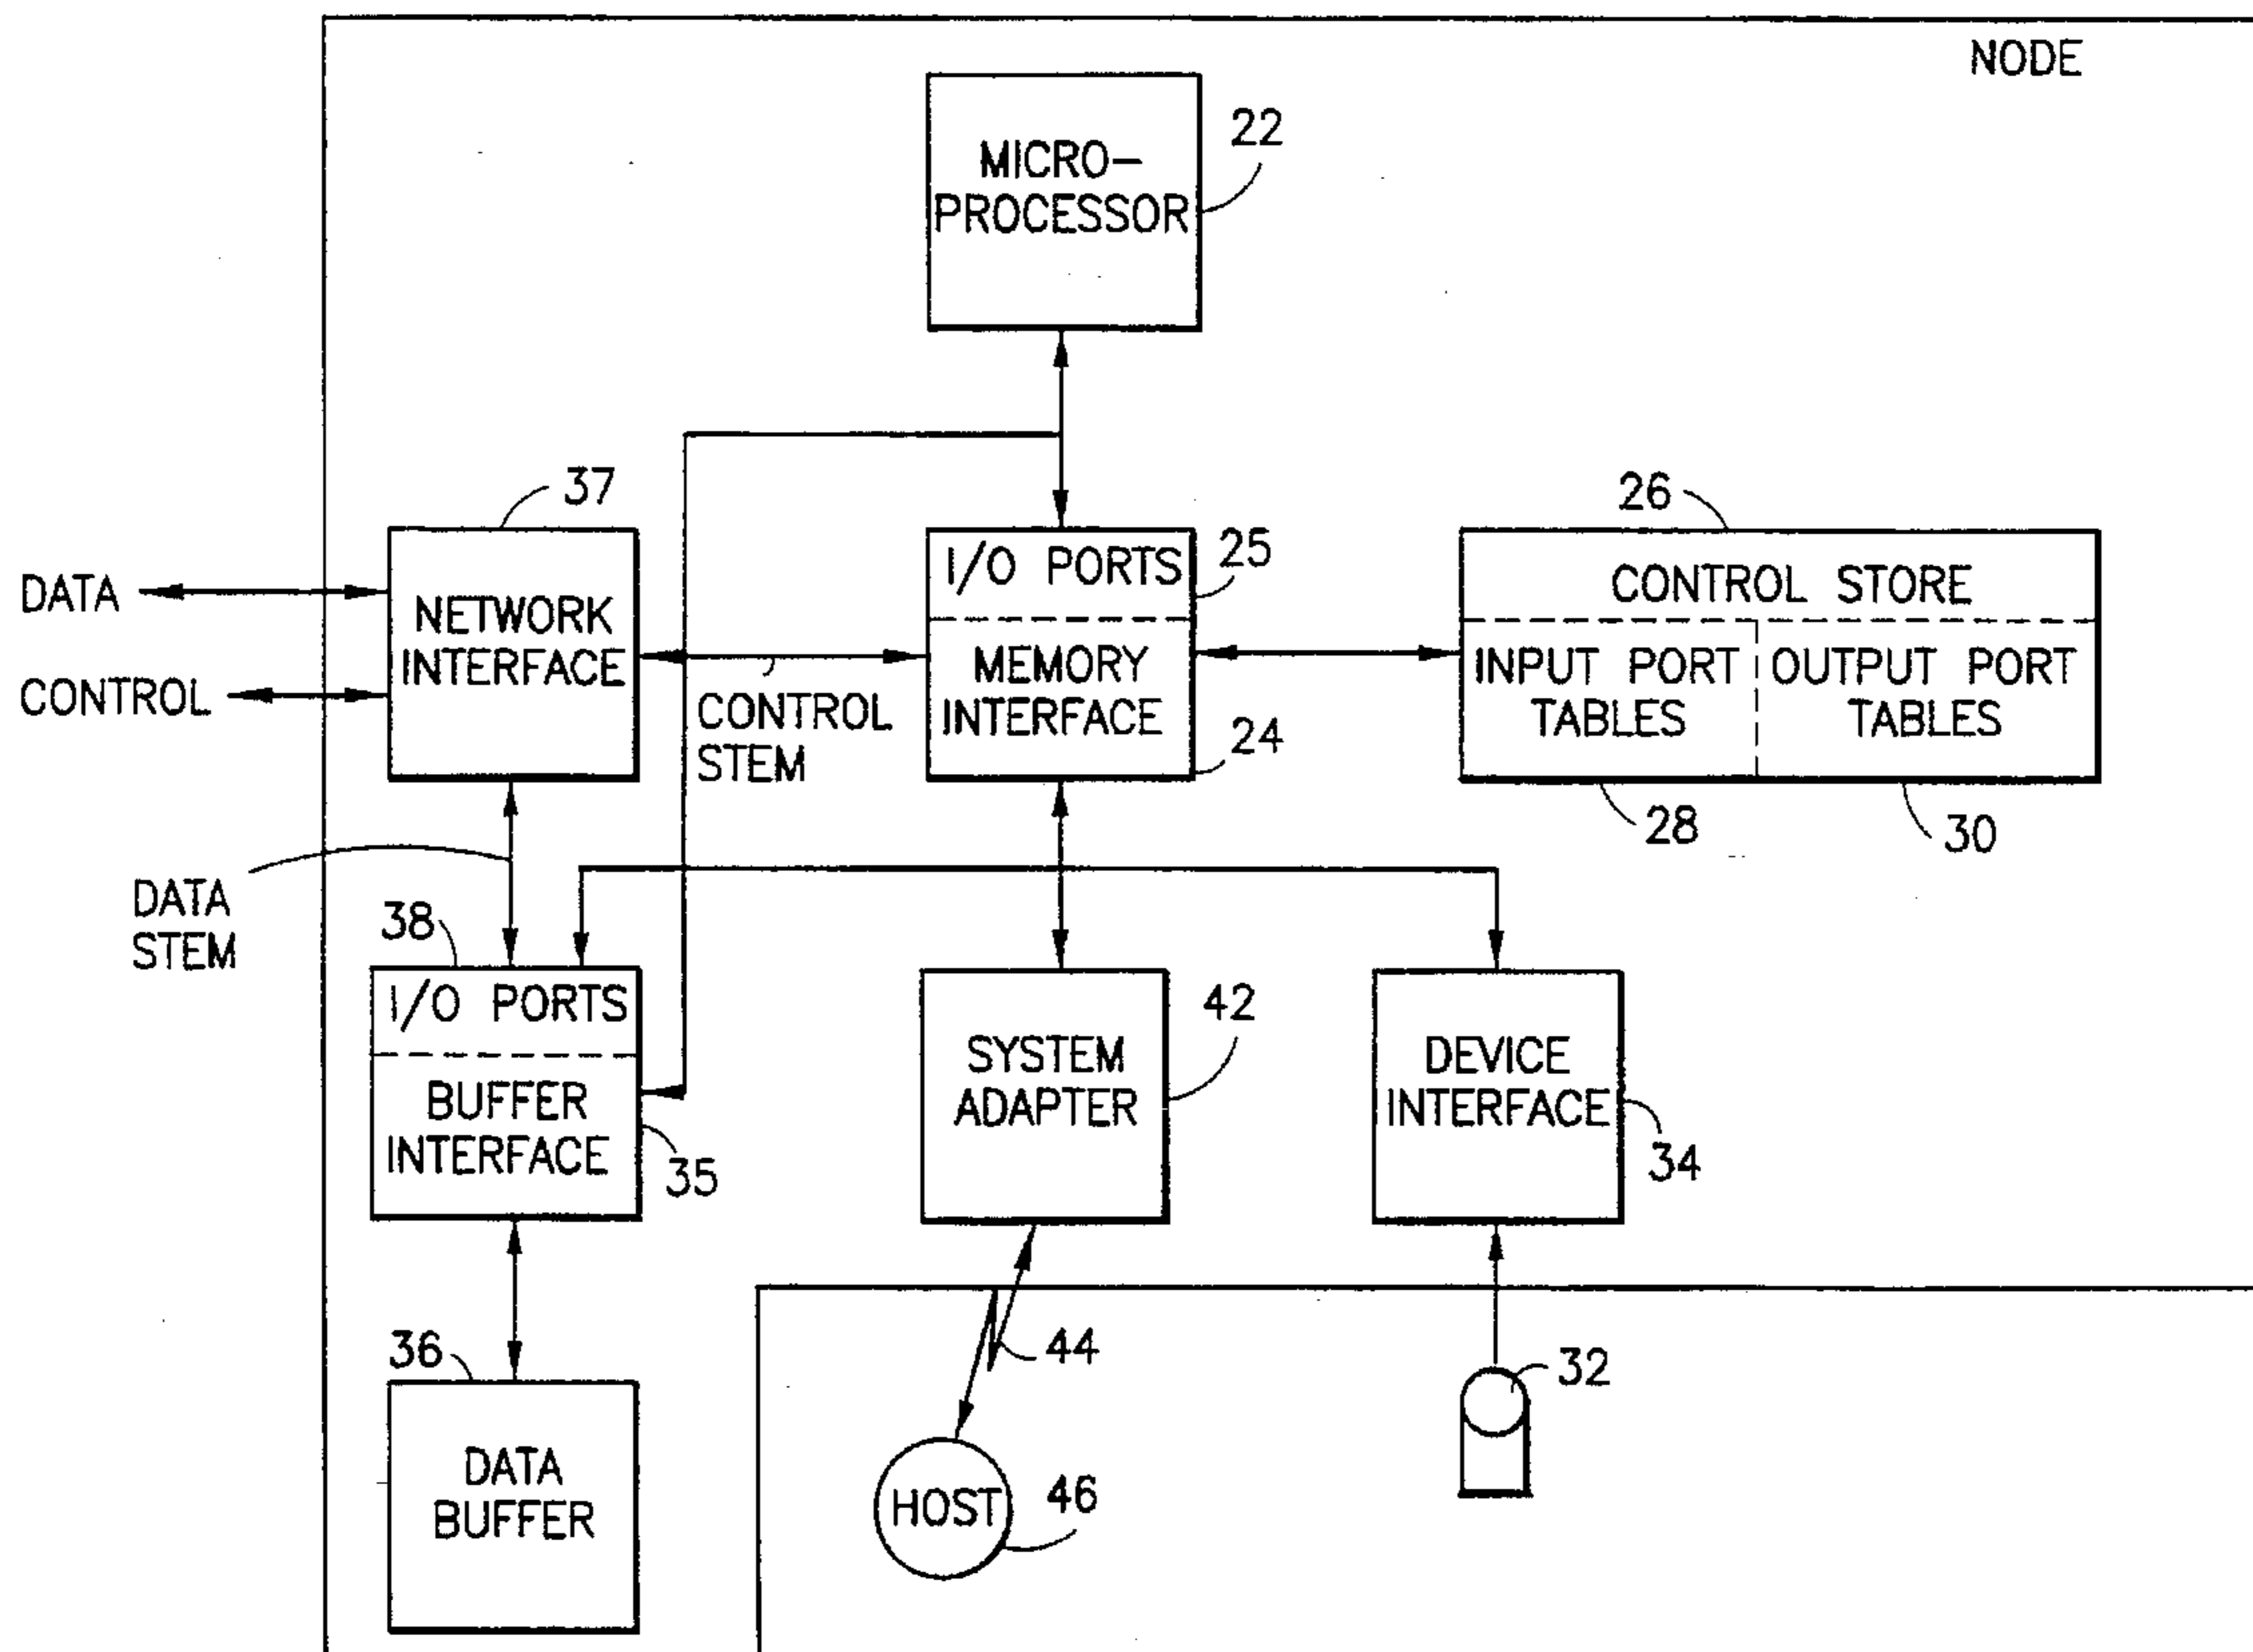 NODE
MICRO-
PROCESSOR
22
37
26
I/O PORTS
25
CONTROL STORE
DATA
NETWORK
INTERFACE
MEMORY
INTERFACE
24
INPUT PORT
TABLES
OUTPUT PORT
TABLES
CONTROL
CONTROL
STEM
28
30
DATA
STEM
38
I/O PORTS
BUFFER
INTERFACE
35
SYSTEM
ADAPTER
42
DEVICE
INTERFACE
34
36
44
32
DATA
BUFFER
HOST
46